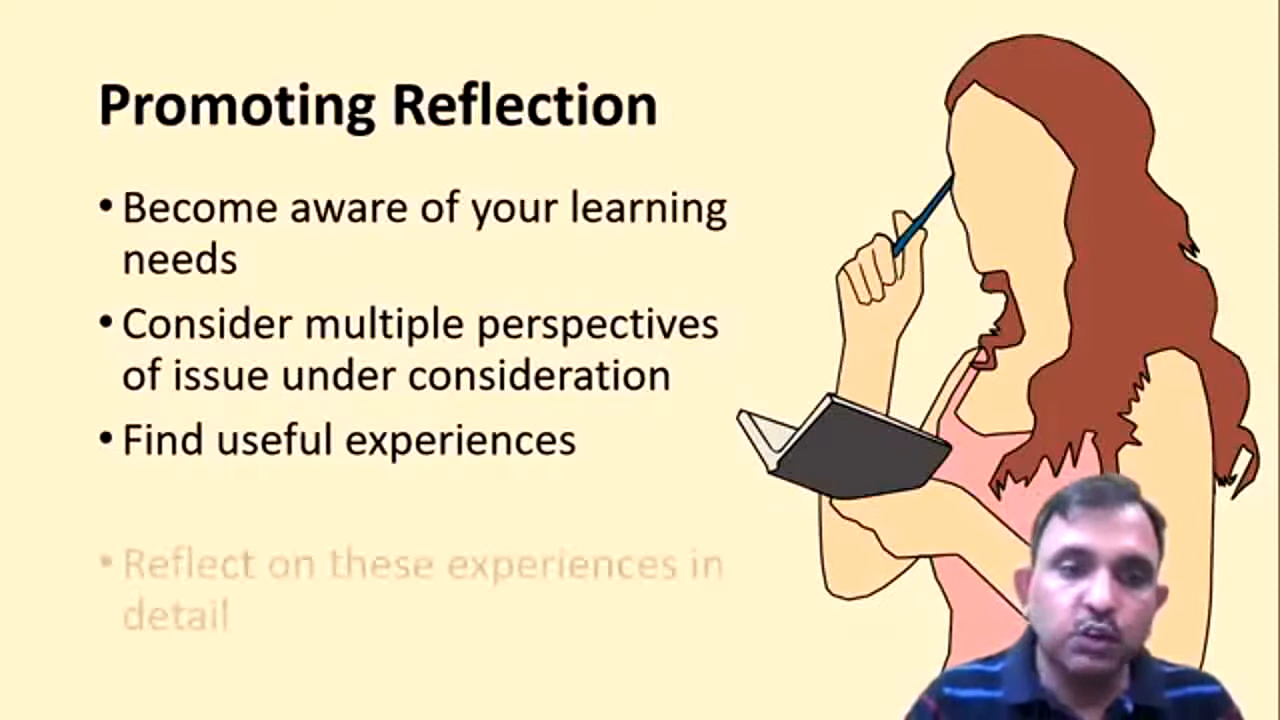 Promoting Reflection
• Become aware of your learning
needs
• Consider multiple perspectives
of issue under consideration
• Find useful experiences
• Reflect on these experiences in
detail